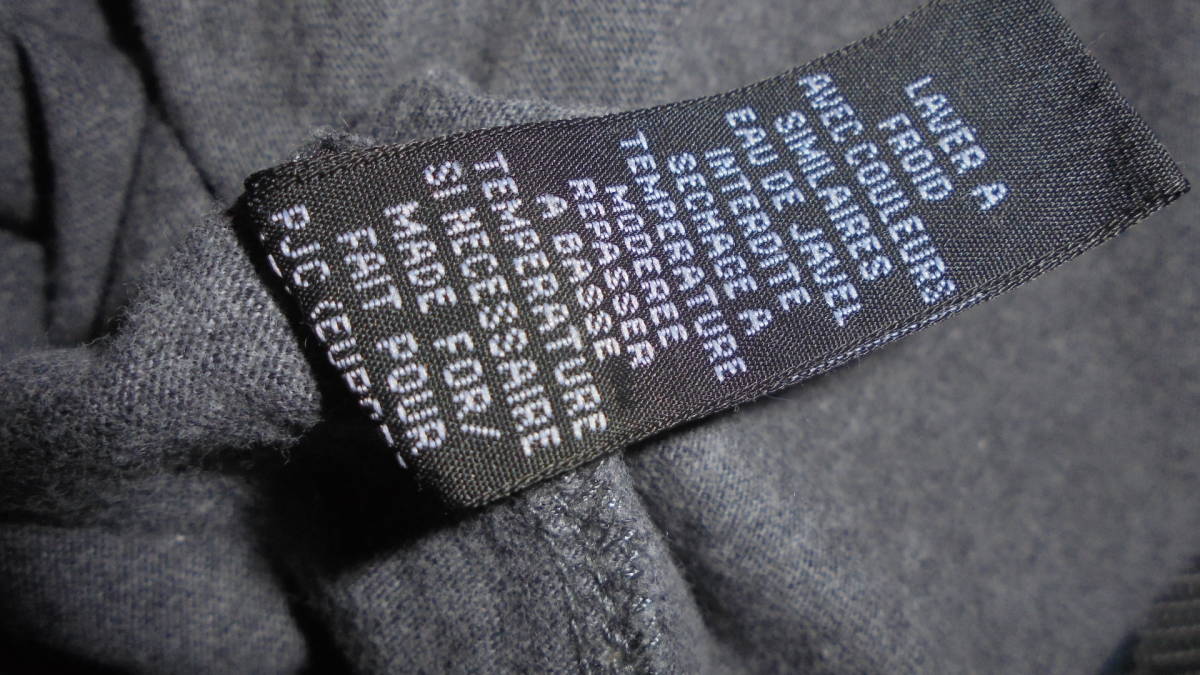 LAVER A
FROID
AVEC COULEURS
SIMILAIRES
EAU DE JAVEL
INTERDITE
SECHAGE A
TEMPERATURE
MODEREE
REPASSER
A BASSE
TEMPERATURE
SI NECESSAIRE
MADE FOR/
FAIT POUR
PJC